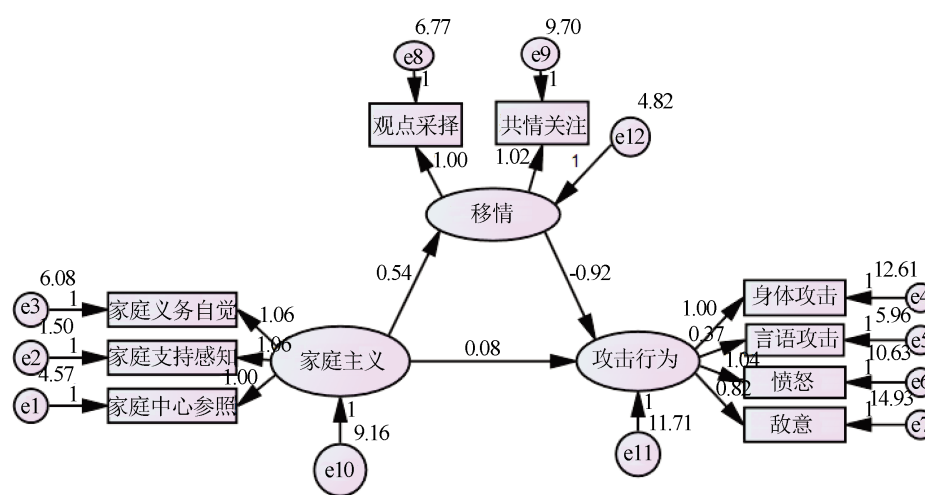 6.77
9.70
e8
e9
4.82
1
1
观点采择
共情关注
e12
1.00
1.02
1
移情
0.54
-0.92
6.08
e3
1
家庭义务自觉
1.06
1.50
e2
1
家庭支持感知
1.06
4.57
e1
1
家庭中心参照
1.00
家庭主义
0.08
攻击行为
1
9.16
e10
1
11.71
e11
12.61
身体攻击
1
e4
1.00
5.96
言语攻击
1
e5
0.37
10.63
愤怒
1
e6
1.04
14.93
敌意
1
e7
0.82